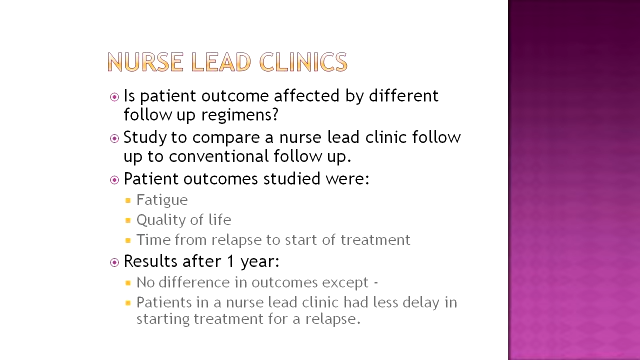 NURSE LEAD CLINICS
Is patient outcome affected by different
follow up regimens?
Study to compare a nurse lead clinic follow
up to conventional follow up.
Patient outcomes studied were:
Fatigue
Quality of life
Time from relapse to start of treatment
Results after 1 year:
No difference in outcomes except -
Patients in a nurse lead clinic had less delay in
starting treatment for a relapse.